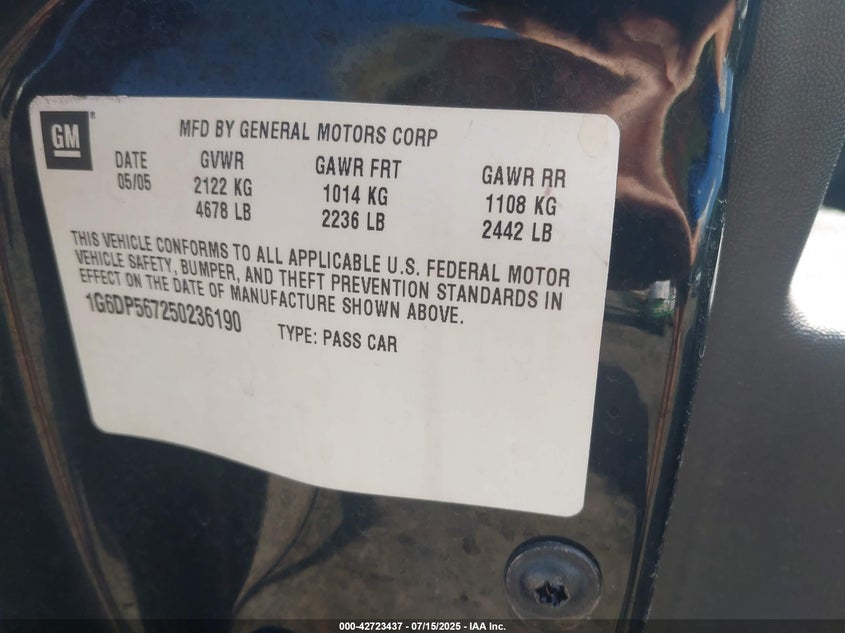 GM ®
MFD BY GENERAL MOTORS CORP
DATE GVWR GAWR FRT GAWR RR
05/05 2122 KG 1014 KG 1108 KG
4678 LB 2236 LB 2442 LB
THIS VEHICLE CONFORMS TO ALL APPLICABLE U.S. FEDERAL MOTOR
VEHICLE SAFETY, BUMPER, AND THEFT PREVENTION STANDARDS IN
EFFECT ON THE DATE OF MANUFACTURE SHOWN ABOVE.
1G6DP567250236190 TYPE: PASS CAR
000-42723437 - 07/15/2025 - IAA Inc.